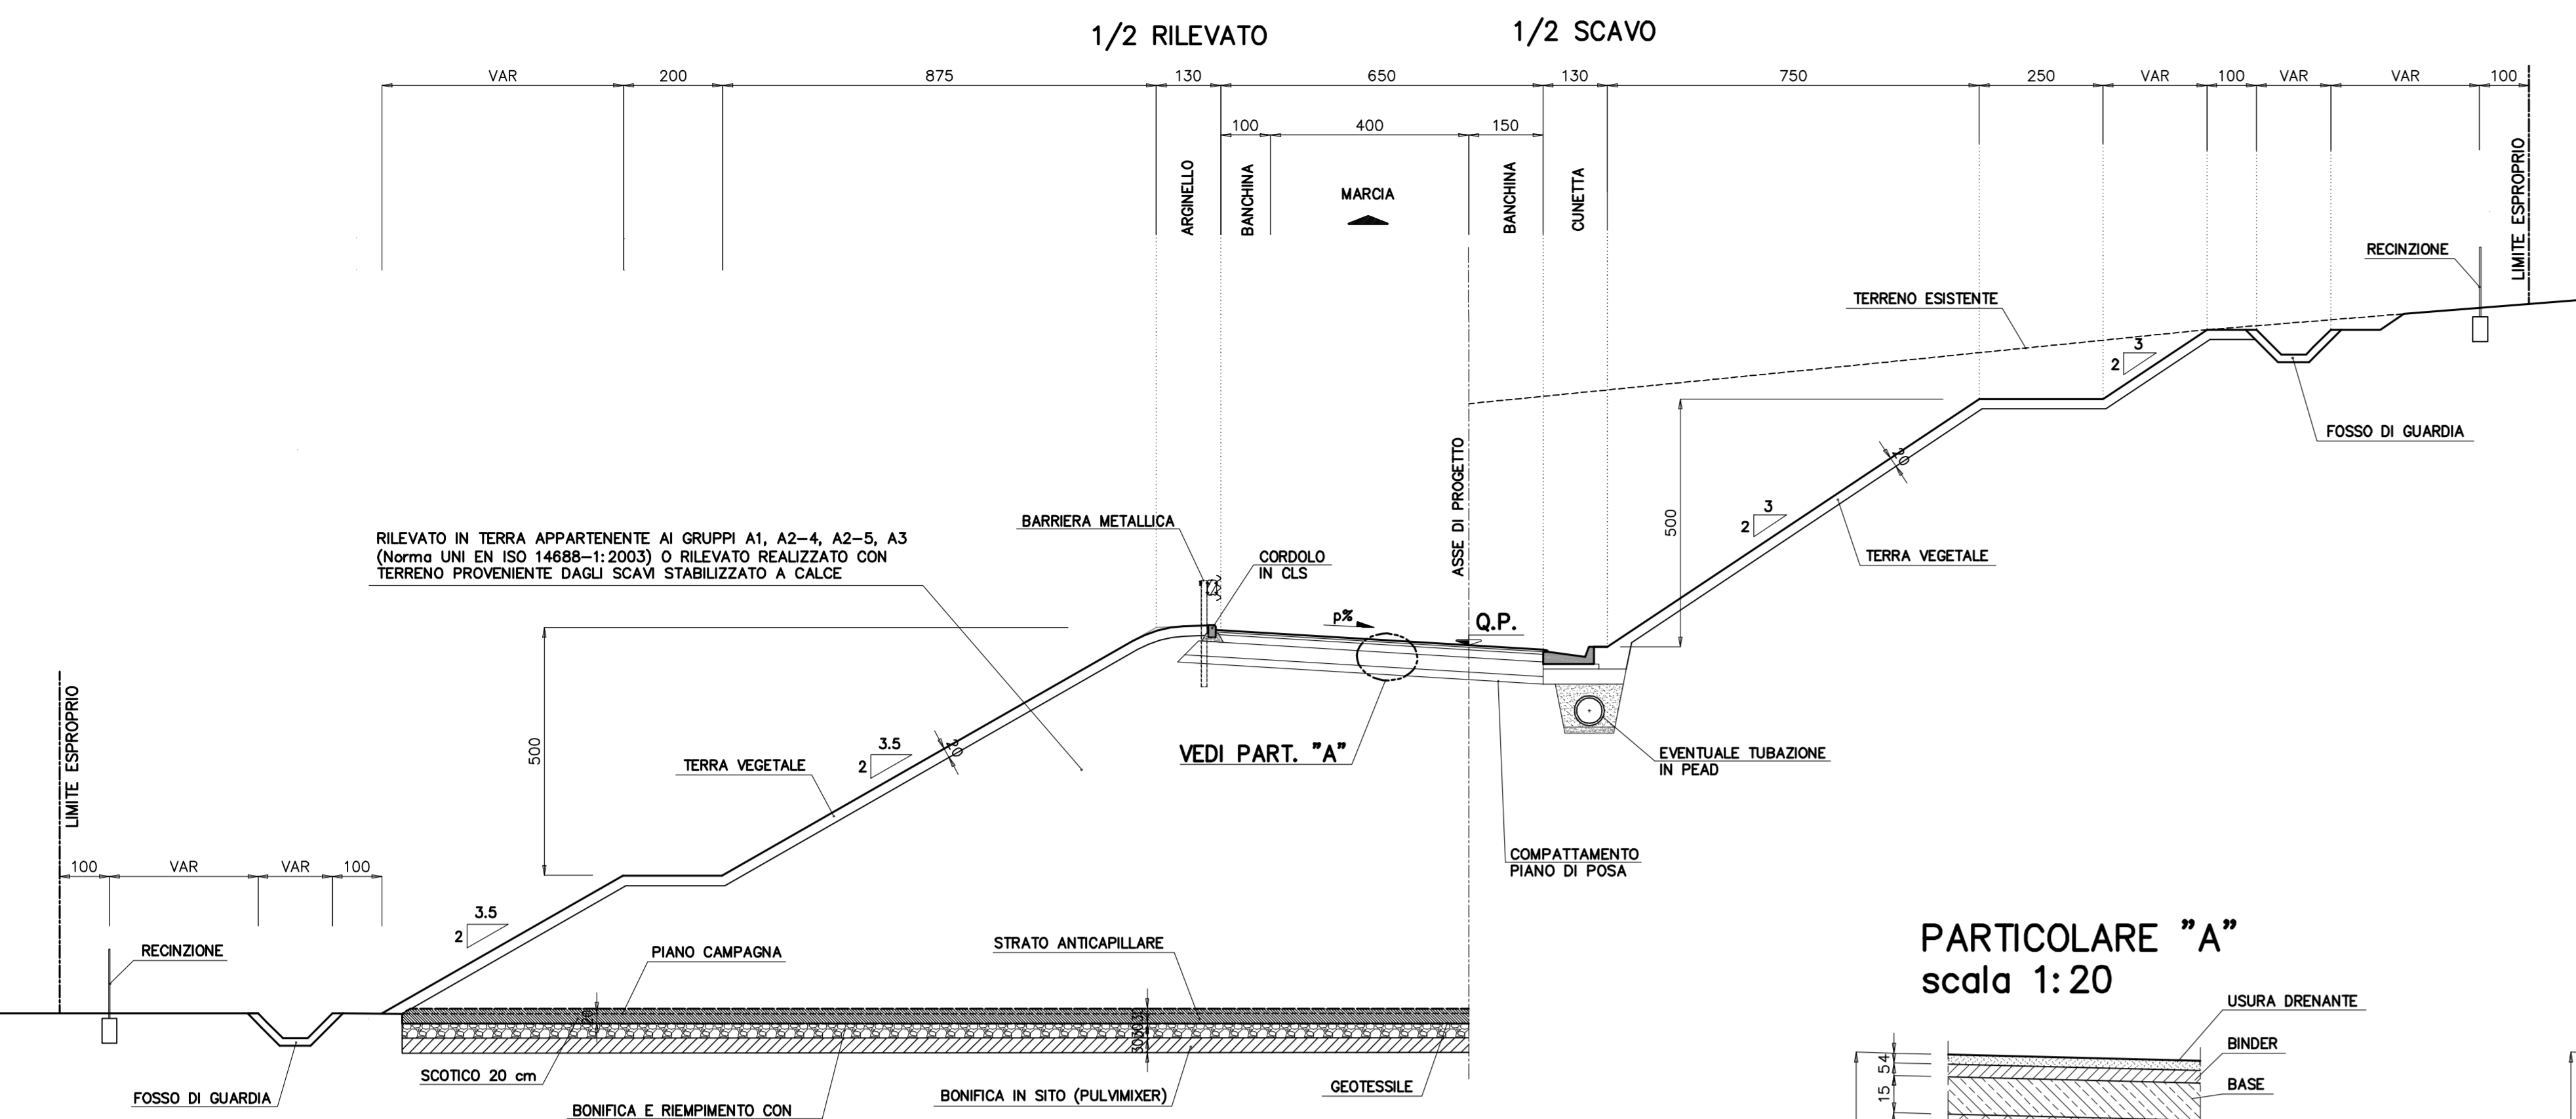 1/2 RILEVATO
1/2 SCAVO
VAR
200
875
130
650
130
750
250
VAR
100
VAR
VAR
100
100
400
150
ARGINELLO
BANCHINA
MARCIA
BANCHINA
CUNETTA
LIMITE ESPROPRIO
RECINZIONE
TERRENO ESISTENTE
3
2
FOSSO DI GUARDIA
ASSE DI PROGETTO
20
500
3
2
TERRA VEGETALE
BARRIERA METALLICA
RILEVATO IN TERRA APPARTENENTE AI GRUPPI A1, A2-4, A2-5, A3
(Norma UNI EN ISO 14688-1:2003) O RILEVATO REALIZZATO CON
TERRENO PROVENIENTE DAGLI SCAVI STABILIZZATO A CALCE
CORDOLO
IN CLS
p%
Q.P.
500
3.5
2
20
TERRA VEGETALE
VEDI PART. "A"
EVENTUALE TUBAZIONE
IN PEAD
COMPATTAMENTO
PIANO DI POSA
LIMITE ESPROPRIO
100
VAR
VAR
100
3.5
2
RECINZIONE
PIANO CAMPAGNA
STRATO ANTICAPILLARE
20
SCOTICO 20 cm
FOSSO DI GUARDIA
BONIFICA E RIEMPIMENTO CON
BONIFICA IN SITO (PULVIMIXER)
GEOTESSILE
PARTICOLARE "A"
scala 1:20
USURA DRENANTE
BINDER
BASE
4
5
15